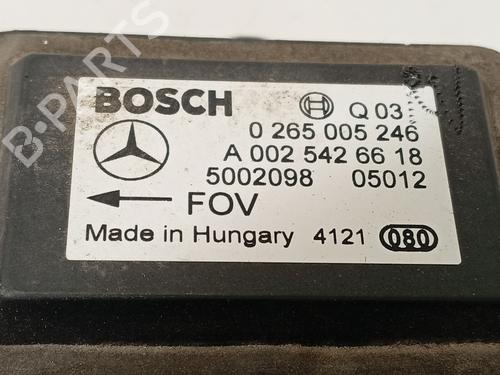 B-PARTS
BOSCH Q 03
0 265 005 246
A 002 542 66 18
5002098 05012
FOV
Made in Hungary 4121 080